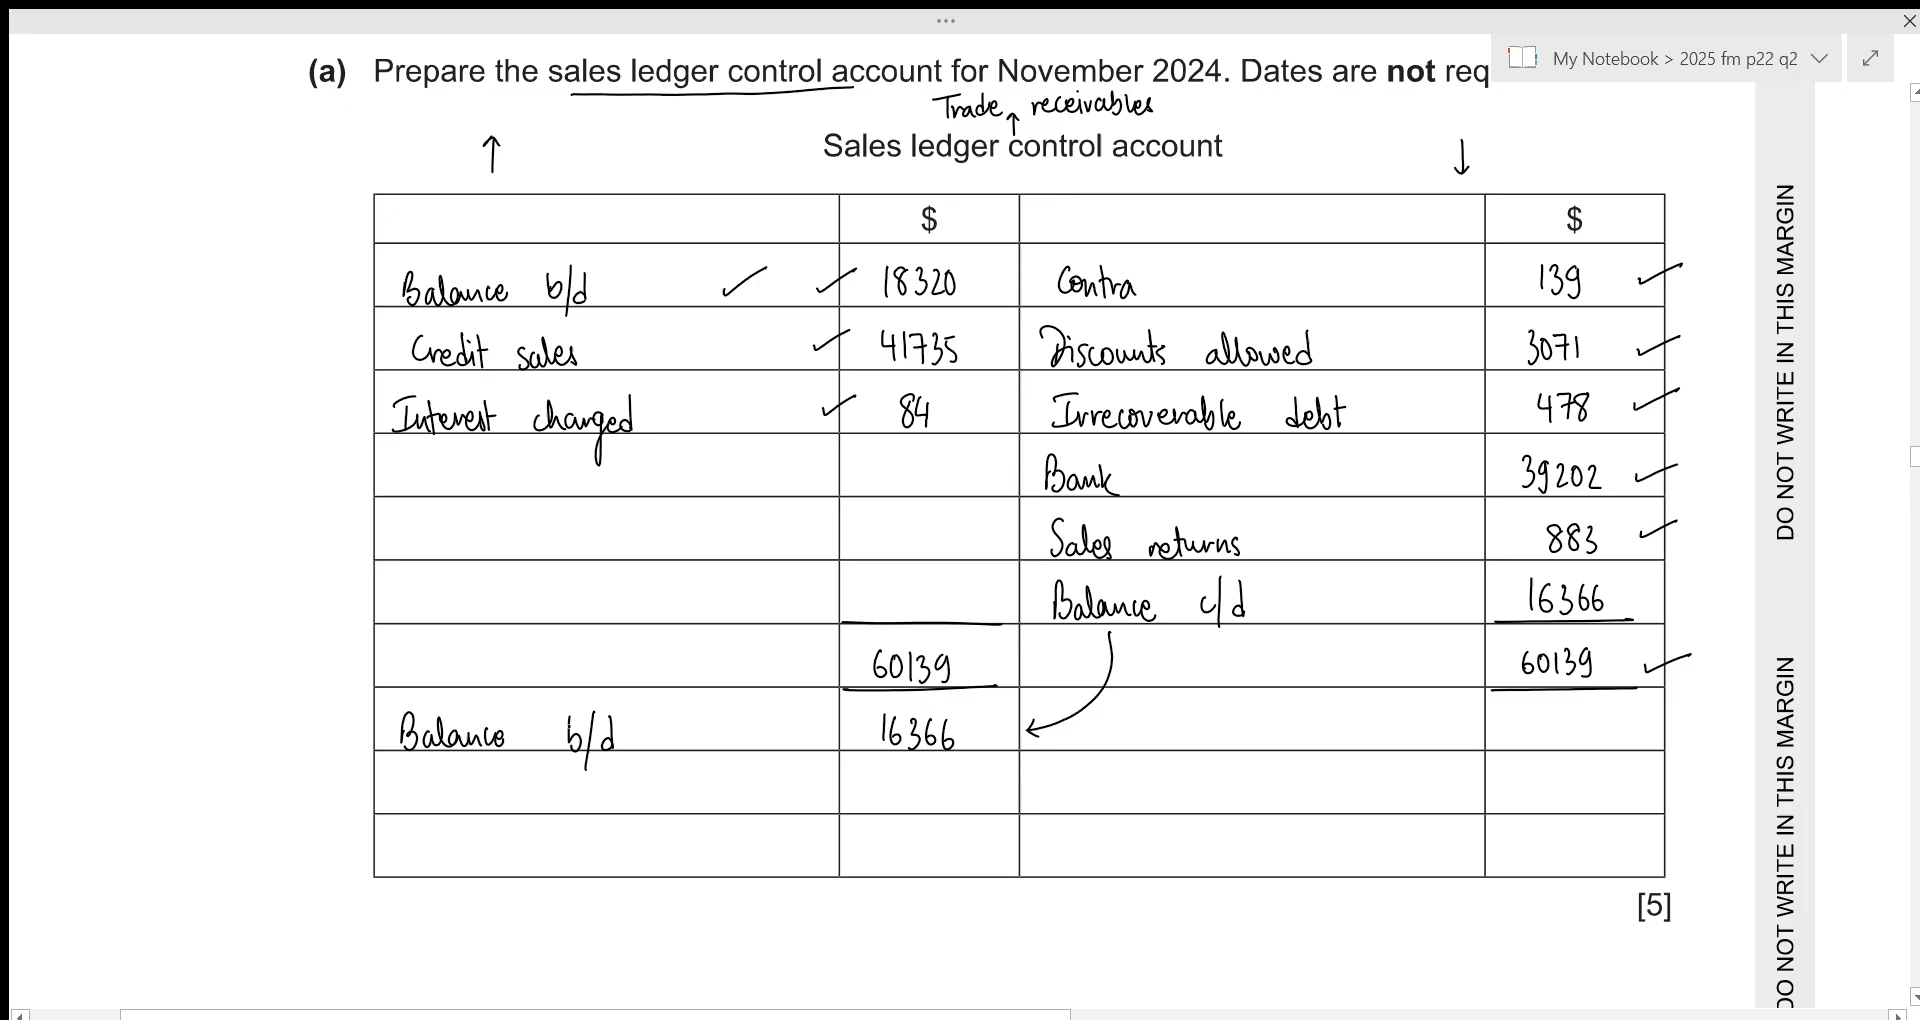 ...
My Notebook > 2025 fm p22 q2
(a) Prepare the sales ledger control account for November 2024. Dates are not req
Trade receivables
Sales ledger control account
$ $
Balance b/d 18320 Contra 139
Credit sales 41735 Discounts allowed 3071
Interest charged 84 Irrecoverable debt 478
Bank 39202
Sales returns 883
Balance c/d 16366
60139 60139
Balance b/d 16366
[5]
DO NOT WRITE IN THIS MARGIN
DO NOT WRITE IN THIS MARGIN